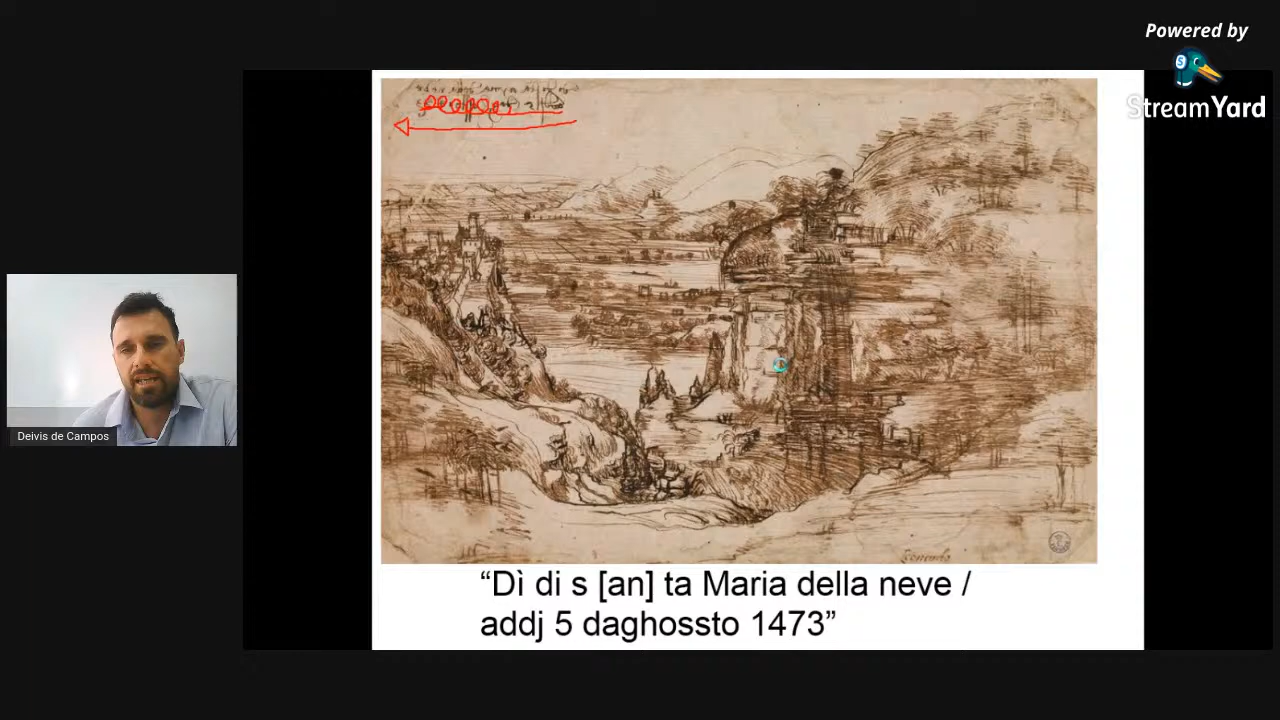 Powered by
StreamYard
Deivis de Campos
“Dì di s [an] ta Maria della neve /
addj 5 daghossto 1473”